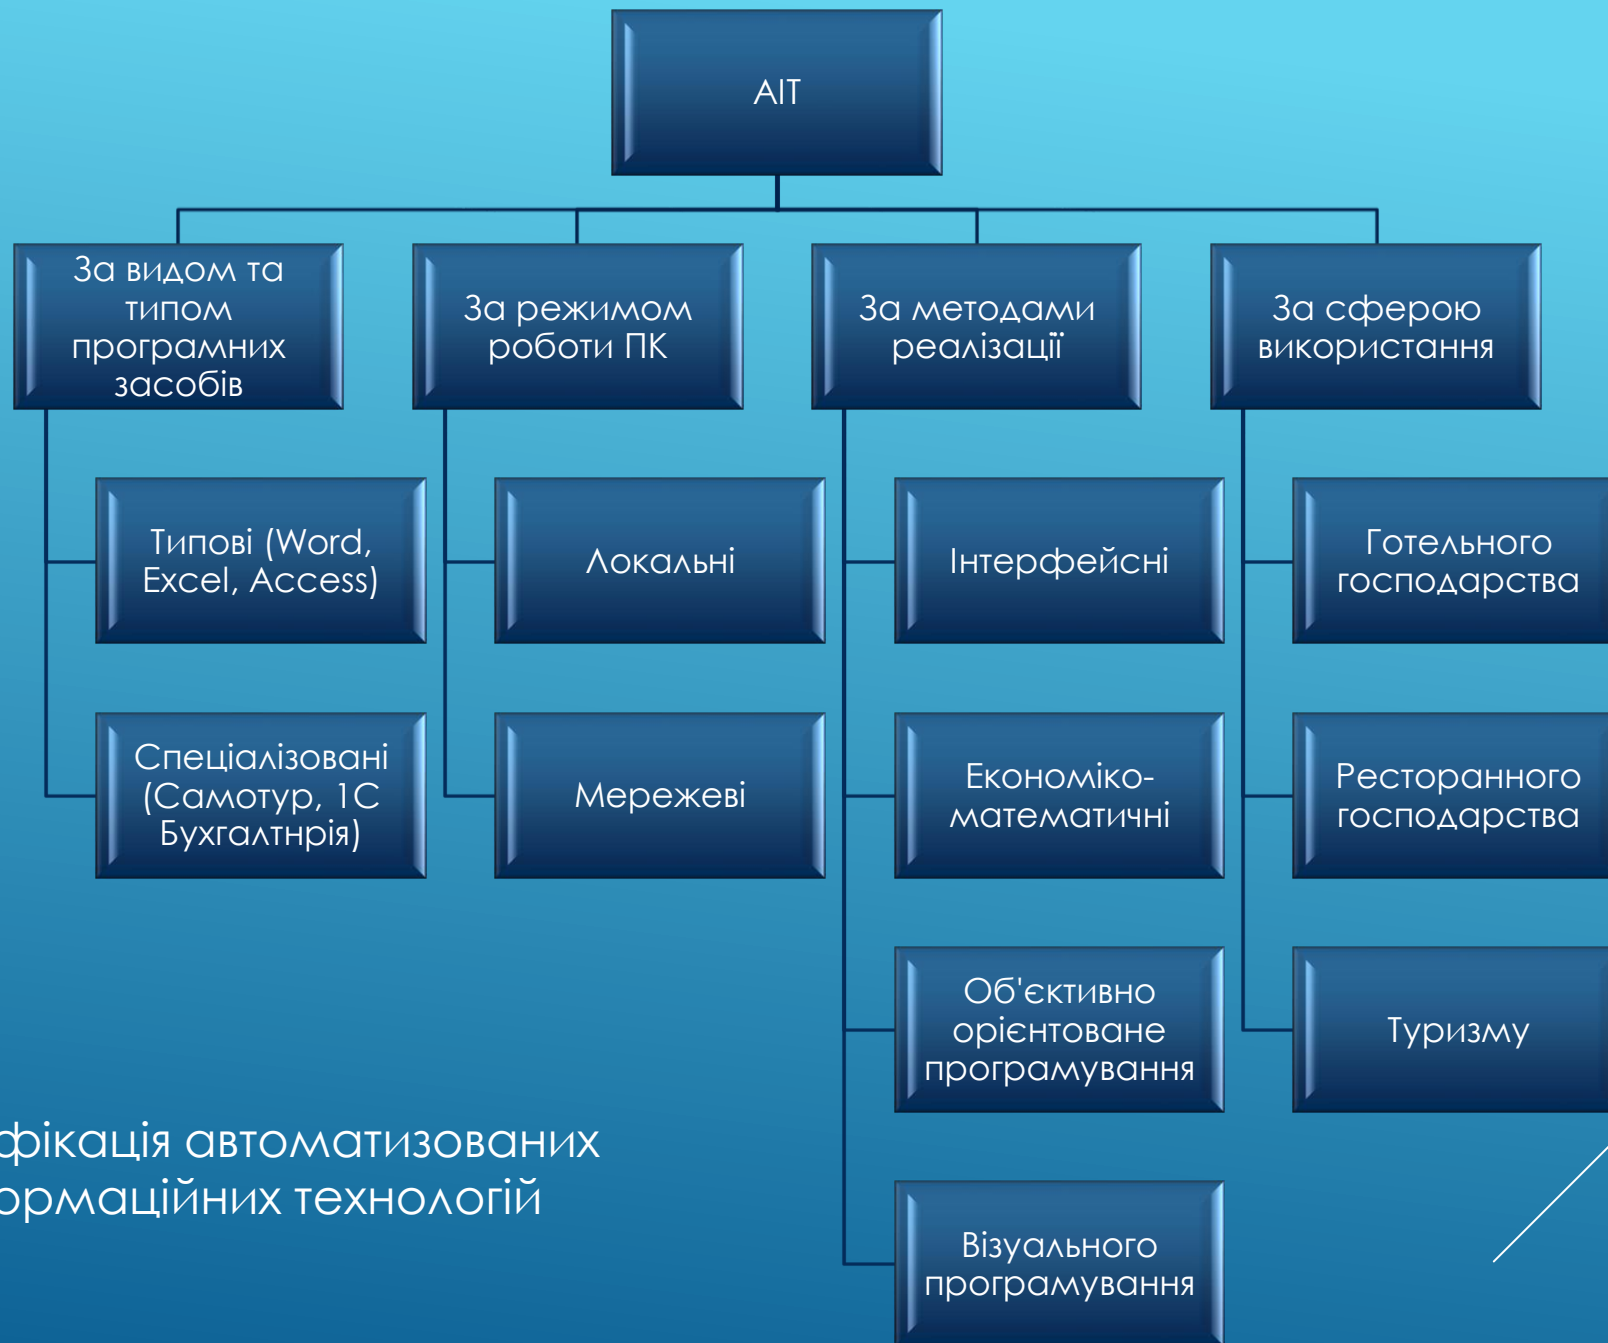 АІТ
За видом та
типом
програмних
засобів
Типові (Word,
Excel, Access)
Спеціалізовані
(Самотур, 1С
Бухгалтнрія)
За режимом
роботи ПК
Локальні
Мережеві
За методами
реалізації
Інтерфейсні
Економіко-
математичні
Об'єктивно
орієнтоване
програмування
Візуального
програмування
За сферою
використання
Готельного
господарства
Ресторанного
господарства
Туризму
фікація автоматизованих
ормаційних технологій